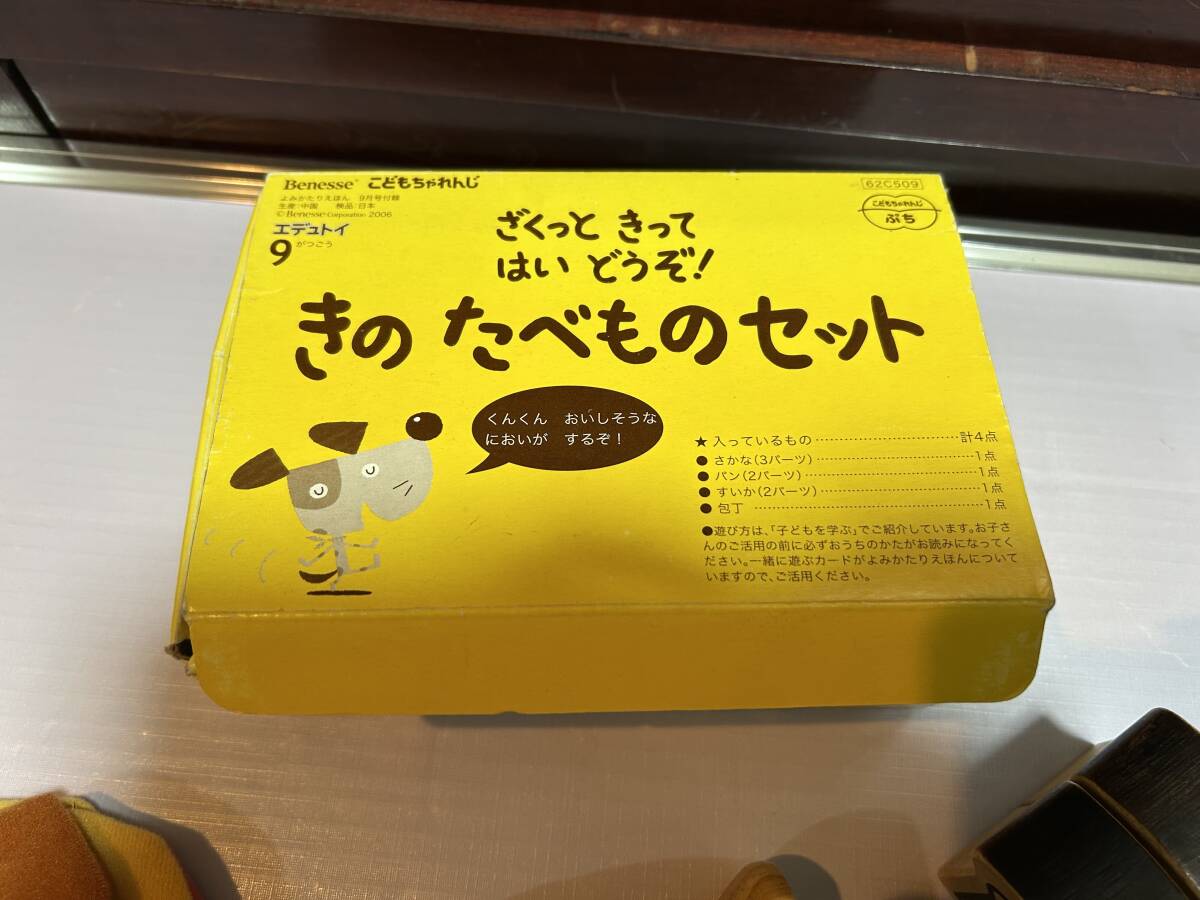 Benesse® こどもちゃれんじ
よみかたりえほん 9月号付録
生産:中国 検品:日本
© Benesse Corporation 2006
エデュトイ
9がつごう
62C509
こどもちゃれんじ
ぷち
ざくっと きって
はい どうぞ!
きの たべものセット
くんくん おいしそうな
においが するぞ!
★ 入っているもの…………………………計4点
● さかな(3パーツ)…………………………1点
● パン(2パーツ)…………………………1点
● すいか(2パーツ)…………………………1点
● 包丁 …………………………1点
●遊び方は、「子どもを学ぶ」でご紹介しています。お子さ
んのご活用の前に必ずおうちのかたがお読みになってく
ださい。一緒に遊ぶカードがよみかたりえほんについて
いますので、ご活用ください。